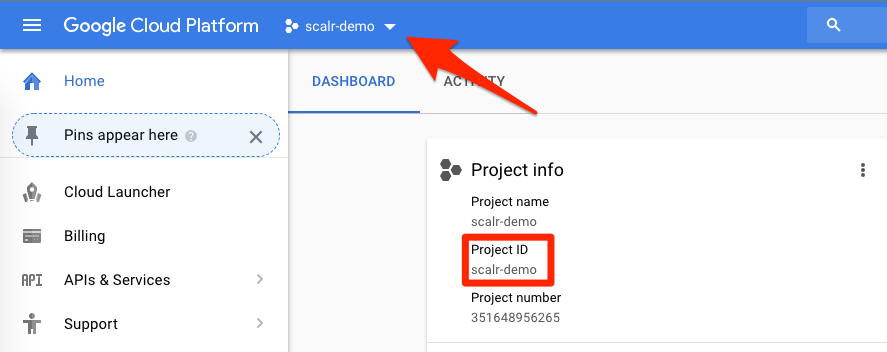 Google Cloud Platform
scalr-demo
Home
DASHBOARD
ACTIVITY
Pins appear here
Cloud Launcher
Billing
API APIs & Services
Support
Project info
Project name
scalr-demo
Project ID
scalr-demo
Project number
351648956265